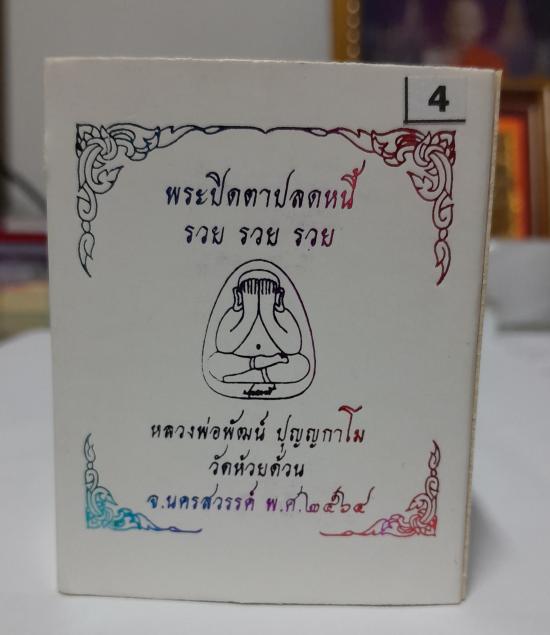 4
พระปิดตาปลดหนี้
รวย รวย รวย
หลวงพ่อพัฒน์ ปุญญกาโม
วัดห้วยด้วน
จ.นครสวรรค์ พ.ศ.๒๕๖๔